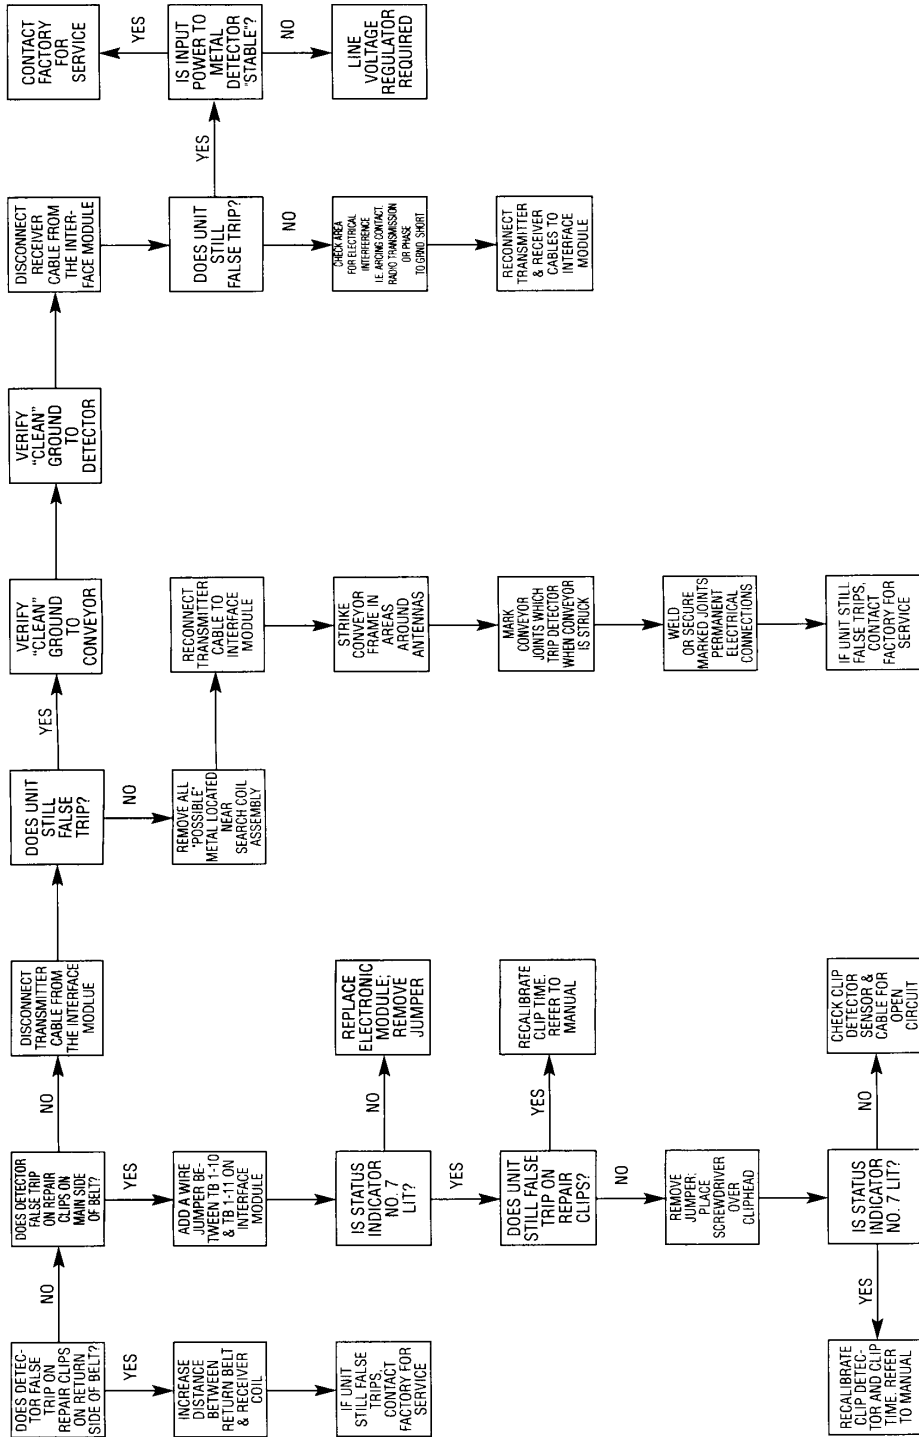 DOES DETEC-
TOR FALSE
TRIP ON
REPAIR CLIPS
ON RETURN
SIDE OF BELT?
NO
YES
INCREASE
DISTANCE
BETWEEN
RETURN BELT
& RECEIVER
COIL
IF UNIT
STILL FALSE
TRIPS,
CONTACT
FACTORY FOR
SERVICE
DOES DETECTOR
FALSE TRIP
ON REPAIR
CLIPS ON
MAIN SIDE
OF BELT?
NO
YES
ADD A WIRE
JUMPER BE-
TWEEN TB 1-10
& TB 1-11 ON
INTERFACE
MODULE
IS STATUS
INDICATOR
NO. 7
LIT?
NO
REPLACE
ELECTRONIC
MODULE;
REMOVE
JUMPER
YES
DOES UNIT
STILL FALSE
TRIP ON
REPAIR
CLIPS?
YES
RECALIBRATE
CLIP TIME.
REFER TO
MANUAL
NO
REMOVE
JUMPER:
PLACE
SCREWDRIVER
OVER
CLIPHEAD
IS STATUS
INDICATOR
NO. 7 LIT?
NO
CHECK CLIP
DETECTOR
SENSOR &
CABLE FOR
OPEN
CIRCUIT
YES
RECALIBRATE
CLIP DETEC-
TOR AND CLIP
TIME. REFER
TO MANUAL
DISCONNECT
TRANSMITTER
CABLE FROM
THE INTERFACE
MODLUE
DOES UNIT
STILL
FALSE
TRIP?
YES
NO
REMOVE ALL
"POSSIBLE"
METAL LOCATED
NEAR
SEARCH COIL
ASSEMBLY
RECONNECT
TRANSMITTER
CABLE TO
INTERFACE
MODULE
STRIKE
CONVEYOR
FRAME IN
AREAS
AROUND
ANTENNAS
MARK
CONVEYOR
JOINTS WHICH
TRIP DETECTOR
WHEN CONVEYOR
IS STRUCK
WELD
OR SECURE
MARKED JOINTS
PERMANENT
ELECTRICAL
CONNECTIONS
IF UNIT STILL
FALSE TRIPS,
CONTACT
FACTORY FOR
SERVICE
VERIFY
"CLEAN"
GROUND
TO
CONVEYOR
VERIFY
"CLEAN"
GROUND
TO
DETECTOR
DISCONNECT
RECEIVER
CABLE FROM
THE INTER-
FACE MODULE
DOES UNIT
STILL
FALSE TRIP?
YES
NO
CHECK AREA
FOR ELECTRICAL
INTERFERENCE
I.E. ARCING CONTACT.
RADIO TRANSMISSION
OR PHASE
TO GRND. SHORT
RECONNECT
TRANSMITTER
& RECEIVER
CABLES TO
INTERFACE
MODULE
IS INPUT
POWER TO
METAL
DETECTOR
"STABLE"?
YES
CONTACT
FACTORY
FOR
SERVICE
NO
LINE
VOLTAGE
REGULATOR
REQUIRED